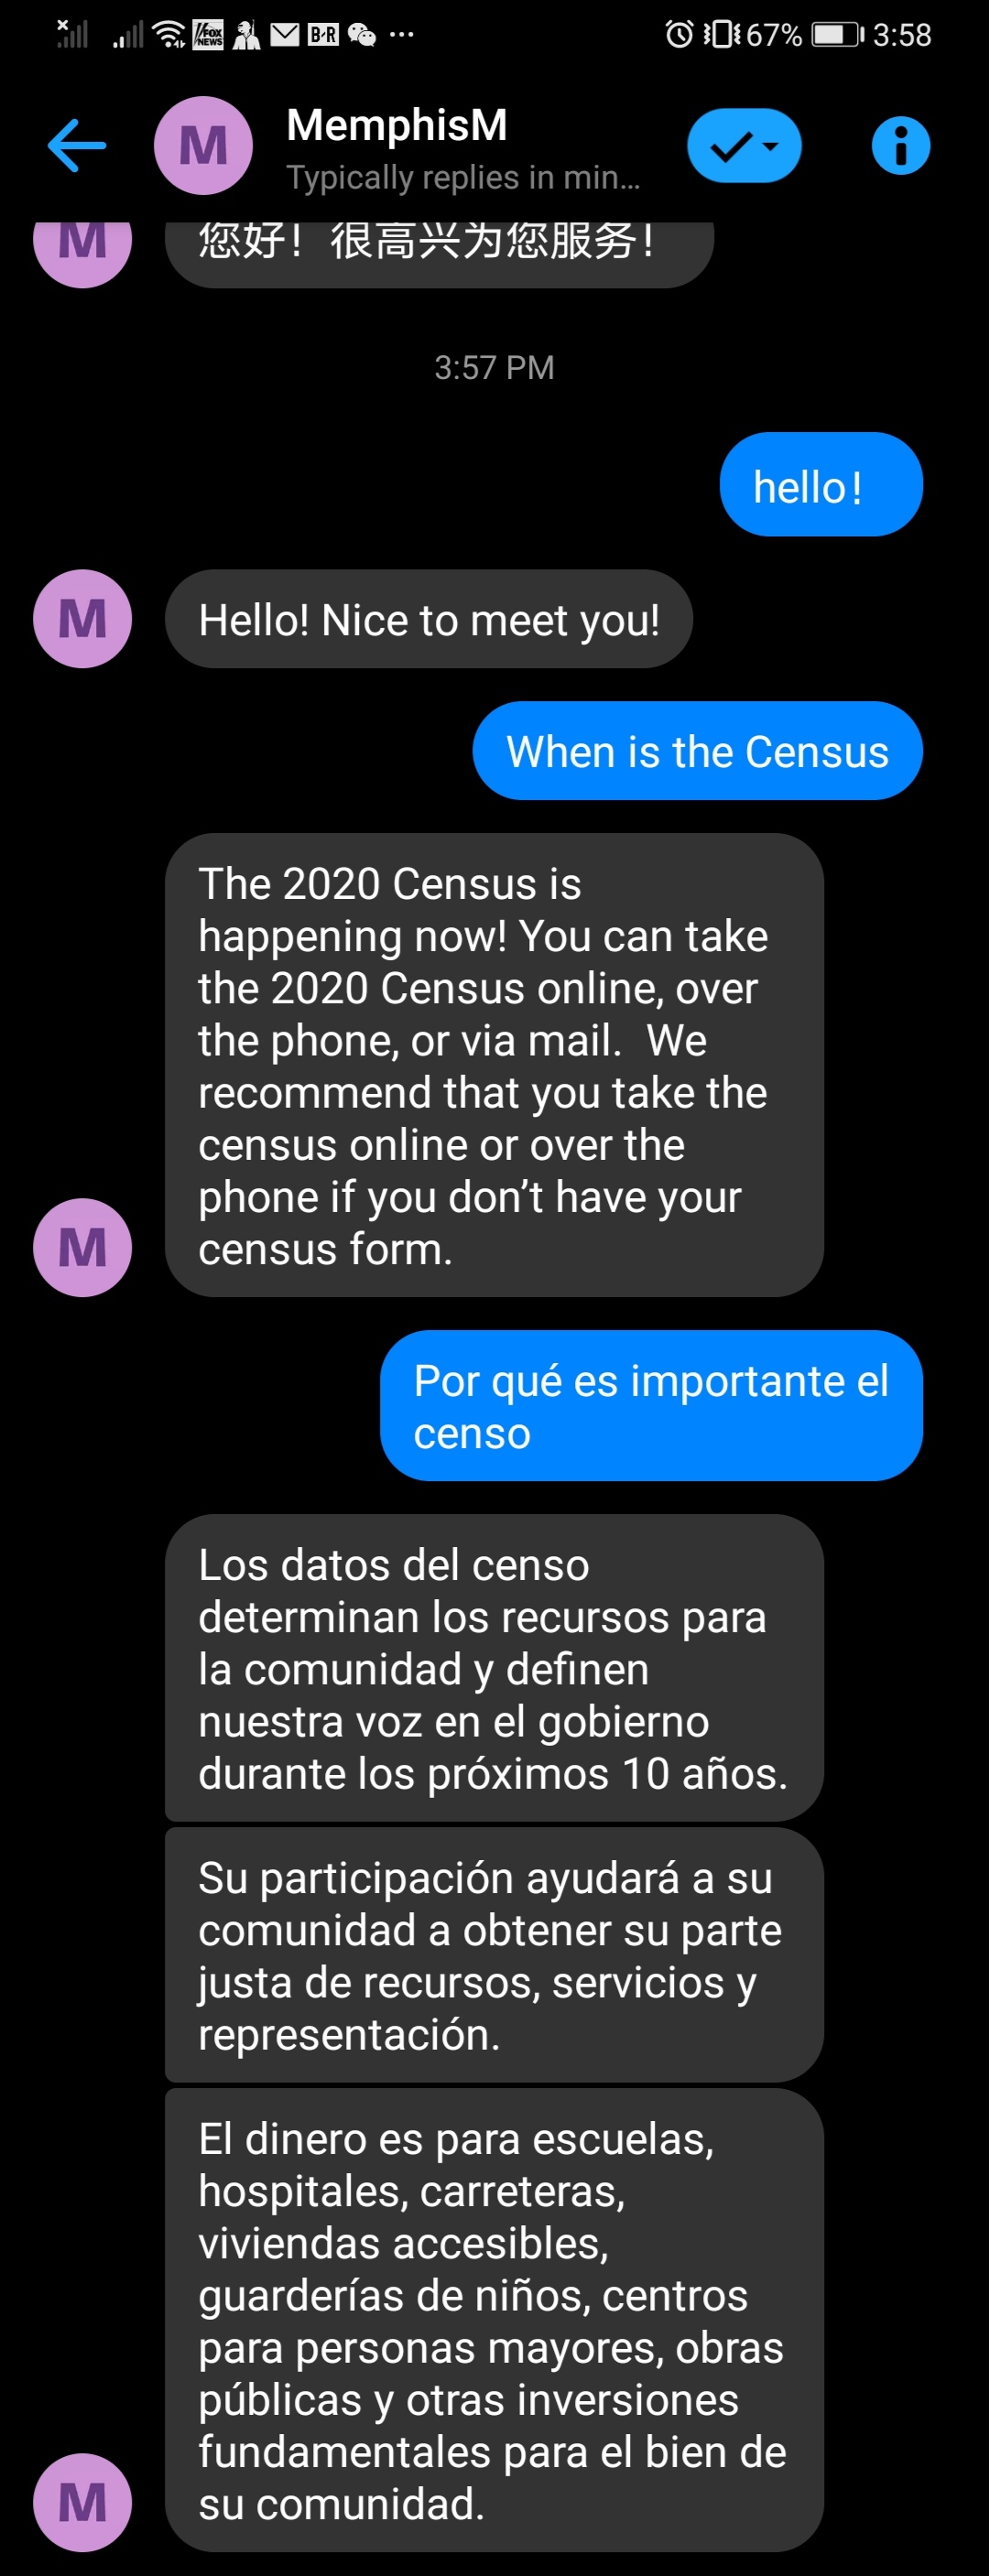 FOX
NEWS
B-R
67%
3:58
M
MemphisM
Typically replies in min...
M
您好！很高兴为您服务！
3:57 PM
hello！
M
Hello! Nice to meet you!
When is the Census
The 2020 Census is
happening now! You can take
the 2020 Census online, over
the phone, or via mail.  We
recommend that you take the
census online or over the
phone if you don’t have your
census form.
M
Por qué es importante el
censo
Los datos del censo
determinan los recursos para
la comunidad y definen
nuestra voz en el gobierno
durante los próximos 10 años.
Su participación ayudará a su
comunidad a obtener su parte
justa de recursos, servicios y
representación.
El dinero es para escuelas,
hospitales, carreteras,
viviendas accesibles,
guarderías de niños, centros
para personas mayores, obras
públicas y otras inversiones
fundamentales para el bien de
su comunidad.
M